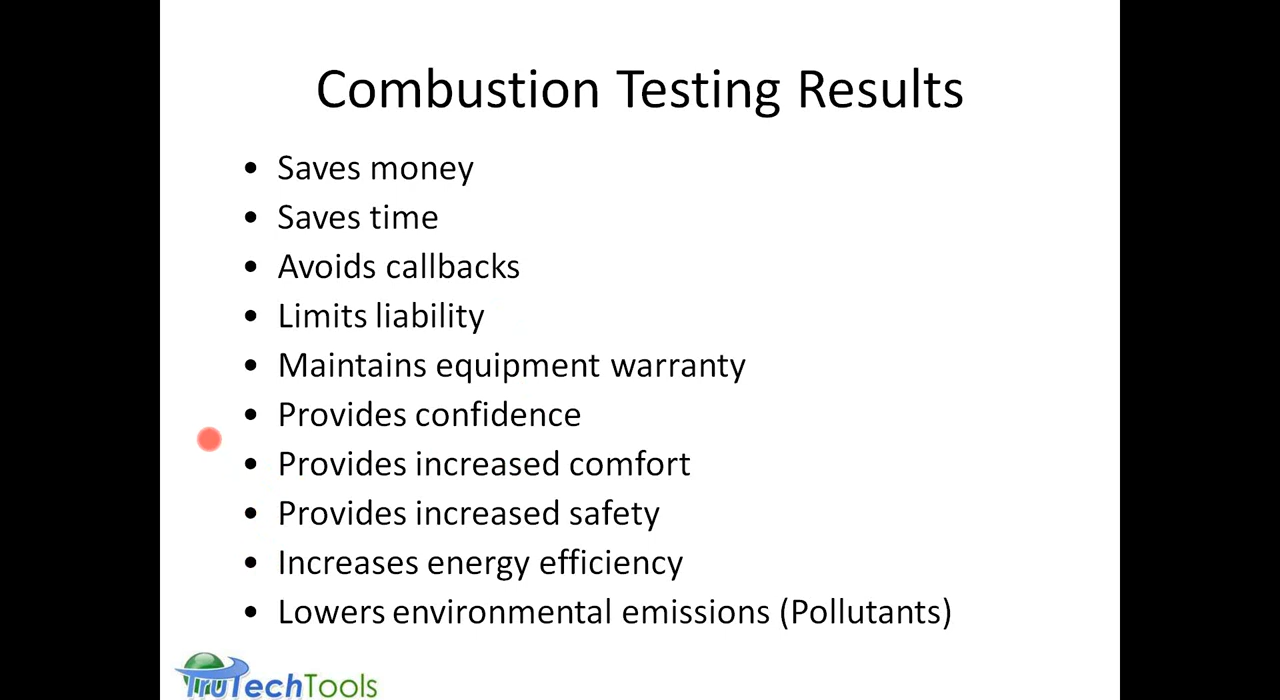 Combustion Testing Results
• Saves money
• Saves time
• Avoids callbacks
• Limits liability
• Maintains equipment warranty
• Provides confidence
• Provides increased comfort
• Provides increased safety
• Increases energy efficiency
• Lowers environmental emissions (Pollutants)
TruTechTools